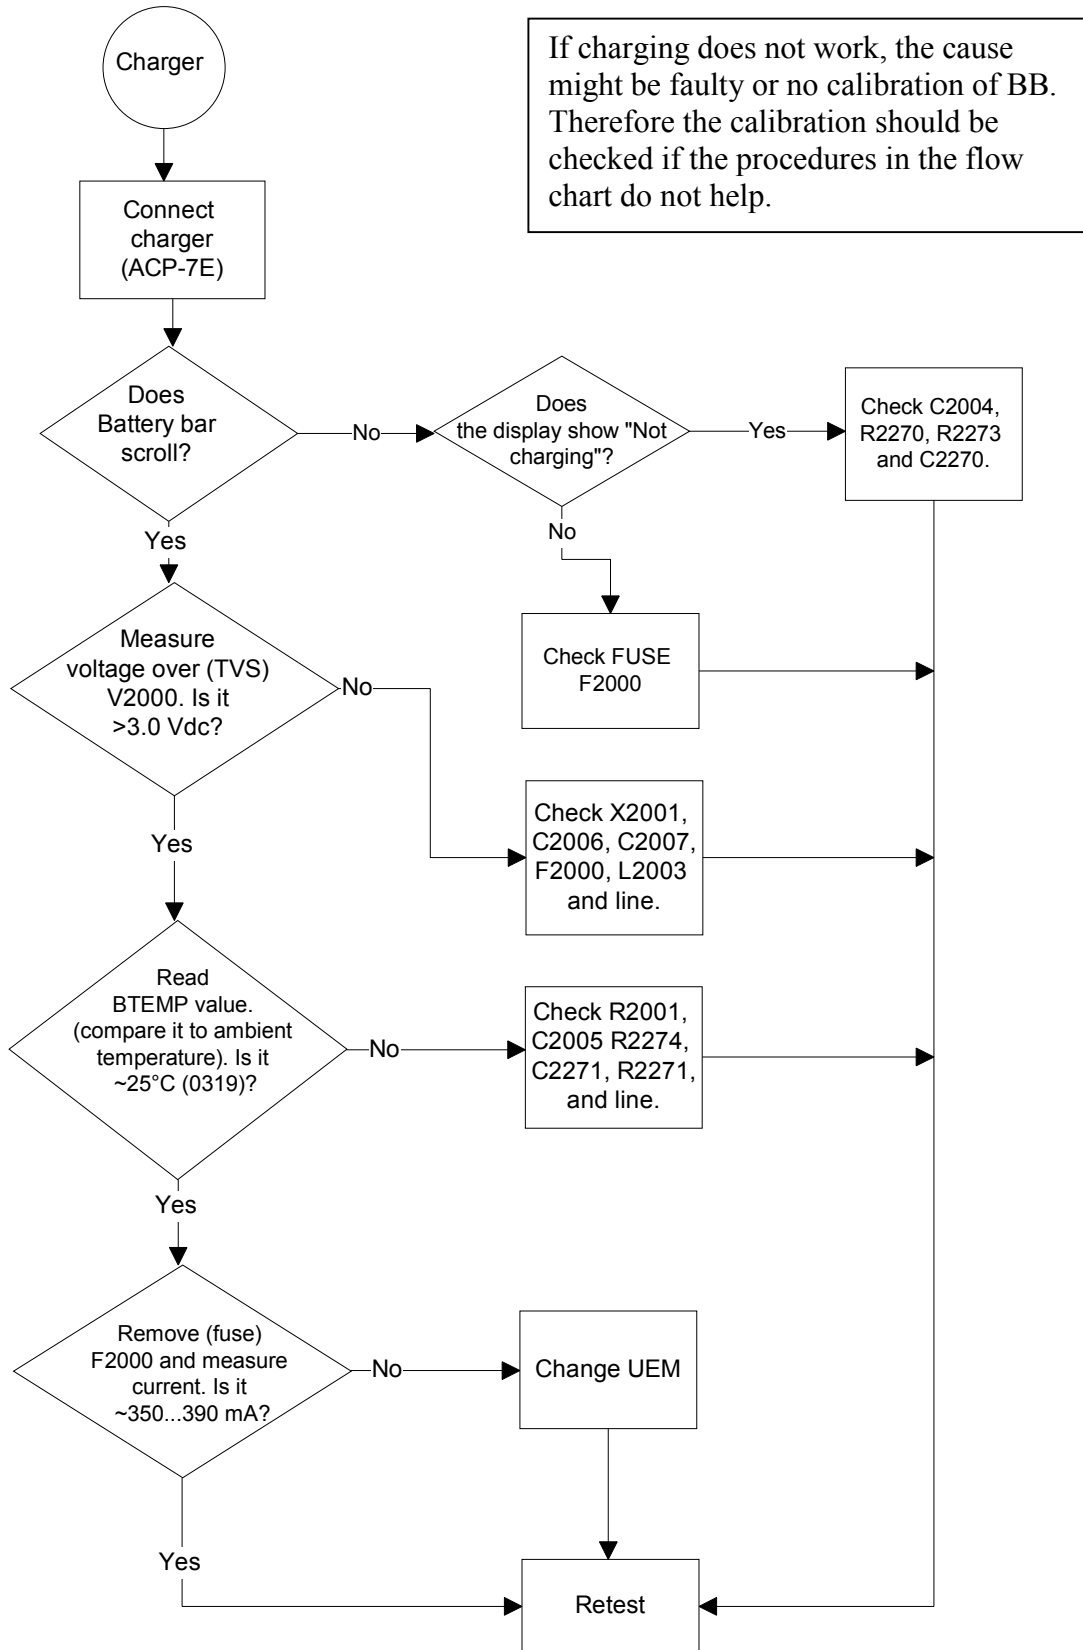 Charger
If charging does not work, the cause
might be faulty or no calibration of BB.
Therefore the calibration should be
checked if the procedures in the flow
chart do not help.
Connect
charger
(ACP-7E)
Does
Battery bar
scroll?
No
Does
the display show "Not
charging"?
Yes
Check C2004,
R2270, R2273
and C2270.
Yes
No
Check FUSE
F2000
Measure
voltage over (TVS)
V2000. Is it
>3.0 Vdc?
No
Check X2001,
C2006, C2007,
F2000, L2003
and line.
Yes
Read
BTEMP value.
(compare it to ambient
temperature). Is it
~25°C (0319)?
No
Check R2001,
C2005 R2274,
C2271, R2271,
and line.
Yes
Remove (fuse)
F2000 and measure
current. Is it
~350...390 mA?
No
Change UEM
Yes
Retest